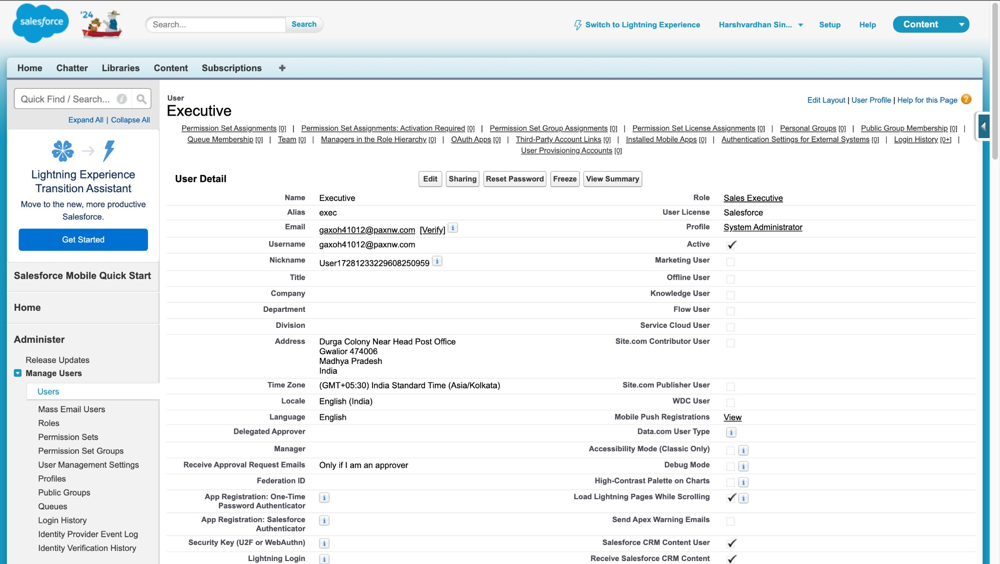 salesforce
'24
Search...
Search
Switch to Lightning Experience
Harshvardhan Sin...
Setup
Help
Content
Home
Chatter
Libraries
Content
Subscriptions
Quick Find / Search...
Expand All | Collapse All
Lightning Experience
Transition Assistant
Move to the new, more productive
Salesforce.
Get Started
Salesforce Mobile Quick Start
Home
Administer
Release Updates
Manage Users
Users
Mass Email Users
Roles
Permission Sets
Permission Set Groups
User Management Settings
Profiles
Public Groups
Queues
Login History
Identity Provider Event Log
Identity Verification History
User
Executive
Edit Layout | User Profile | Help for this Page ?
Permission Set Assignments [0] | Permission Set Assignments: Activation Required [0] | Permission Set Group Assignments [0] | Permission Set License Assignments [0] | Personal Groups [0] | Public Group Membership [0] |
Queue Membership [0] | Team [0] | Managers in the Role Hierarchy [0] | OAuth Apps [0] | Third-Party Account Links [0] | Installed Mobile Apps [0] | Authentication Settings for External Systems [0] | Login History [0+] |
User Provisioning Accounts [0]
User Detail
Edit
Sharing
Reset Password
Freeze
View Summary
Name Executive Role Sales Executive
Alias exec User License Salesforce
Email gaxoh41012@paxnw.com [Verify] i Profile System Administrator
Username gaxoh41012@paxnw.com Active
Nickname User17281233229608250959 i Marketing User
Title Offline User
Company Knowledge User
Department Flow User
Division Service Cloud User
Address Durga Colony Near Head Post Office Site.com Contributor User
Gwalior 474006
Madhya Pradesh
India
Time Zone (GMT+05:30) India Standard Time (Asia/Kolkata) Site.com Publisher User
Locale English (India) WDC User
Language English Mobile Push Registrations View
Delegated Approver Data.com User Type i
Manager Accessibility Mode (Classic Only) i
Receive Approval Request Emails Only if I am an approver Debug Mode i
Federation ID High-Contrast Palette on Charts i
App Registration: One-Time i Load Lightning Pages While Scrolling i
Password Authenticator
App Registration: Salesforce i Send Apex Warning Emails
Authenticator
Security Key (U2F or WebAuthn) i Salesforce CRM Content User
Lightning Login i Receive Salesforce CRM Content